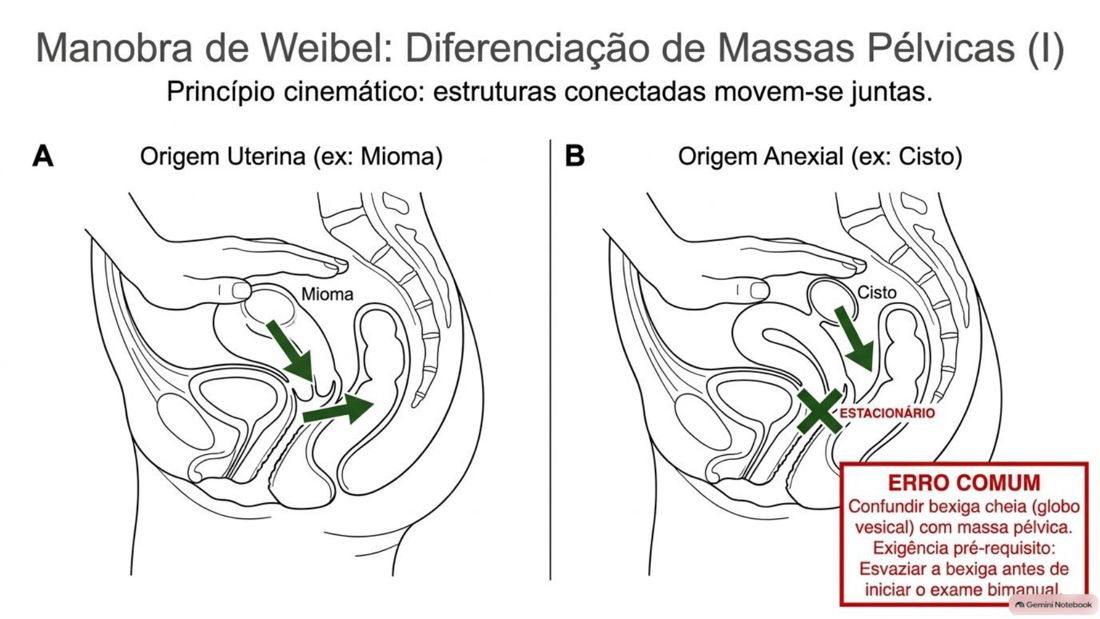 Manobra de Weibel: Diferenciação de Massas Pélvicas (I)
Princípio cinemático: estruturas conectadas movem-se juntas.
A
Origem Uterina (ex: Mioma)
Mioma
B
Origem Anexial (ex: Cisto)
Cisto
ESTACIONÁRIO
ERRO COMUM
Confundir bexiga cheia (globo
vesical) com massa pélvica.
Exigência pré-requisito:
Esvaziar a bexiga antes de
iniciar o exame bimanual.
Gemini Notebook